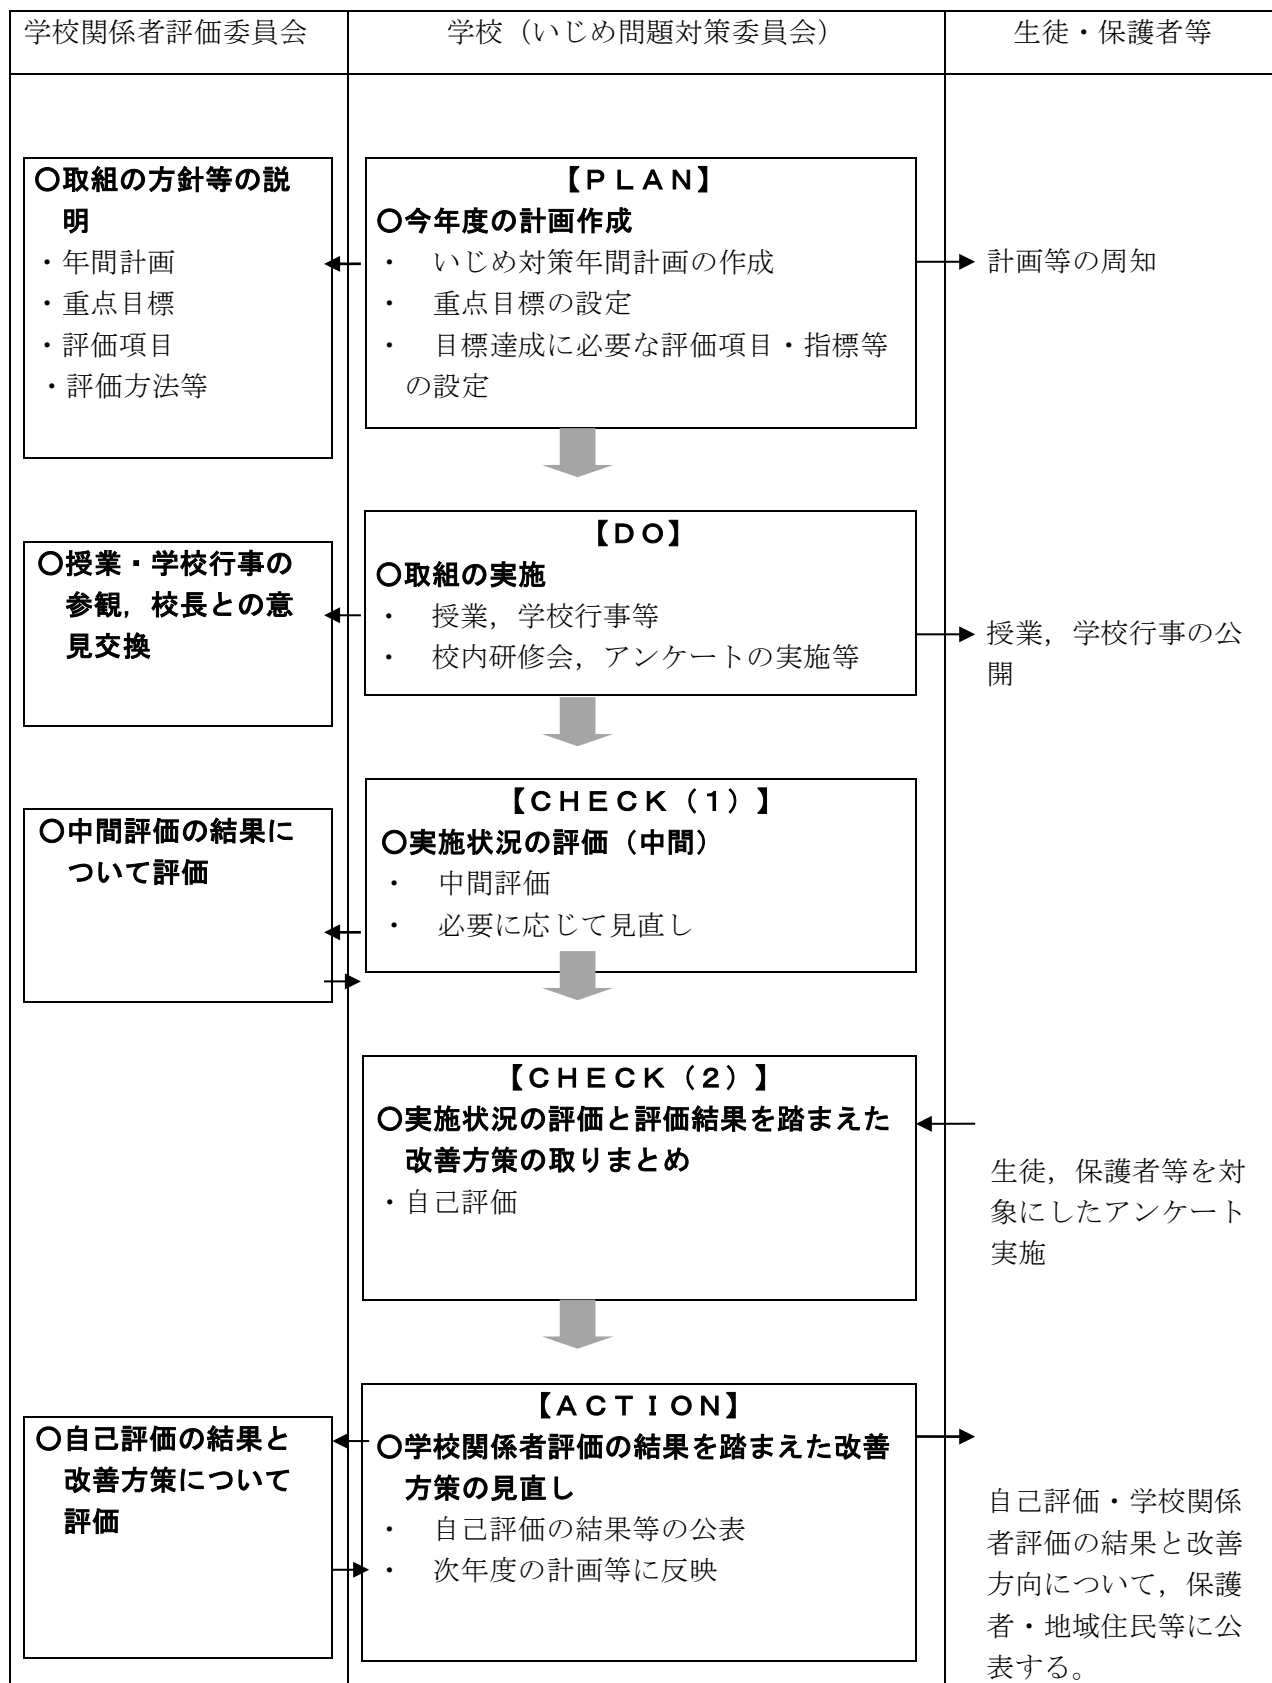 学校関係者評価委員会
学校（いじめ問題対策委員会）
生徒・保護者等
〇取組の方針等の説
明
・年間計画
・重点目標
・評価項目
・評価方法等
【ＰＬＡＮ】
〇今年度の計画作成
・　いじめ対策年間計画の作成
・　重点目標の設定
・　目標達成に必要な評価項目・指標等
の設定
計画等の周知
〇授業・学校行事の
参観，校長との意
見交換
【ＤＯ】
〇取組の実施
・　授業，学校行事等
・　校内研修会，アンケートの実施等
授業，学校行事の公
開
〇中間評価の結果に
ついて評価
【ＣＨＥＣＫ（１）】
〇実施状況の評価（中間）
・　中間評価
・　必要に応じて見直し
【ＣＨＥＣＫ（２）】
〇実施状況の評価と評価結果を踏まえた
改善方策の取りまとめ
・自己評価
生徒，保護者等を対
象にしたアンケート
実施
〇自己評価の結果と
改善方策について
評価
【ＡＣＴＩＯＮ】
〇学校関係者評価の結果を踏まえた改善
方策の見直し
・　自己評価の結果等の公表
・　次年度の計画等に反映
自己評価・学校関係
者評価の結果と改善
方向について，保護
者・地域住民等に公
表する。